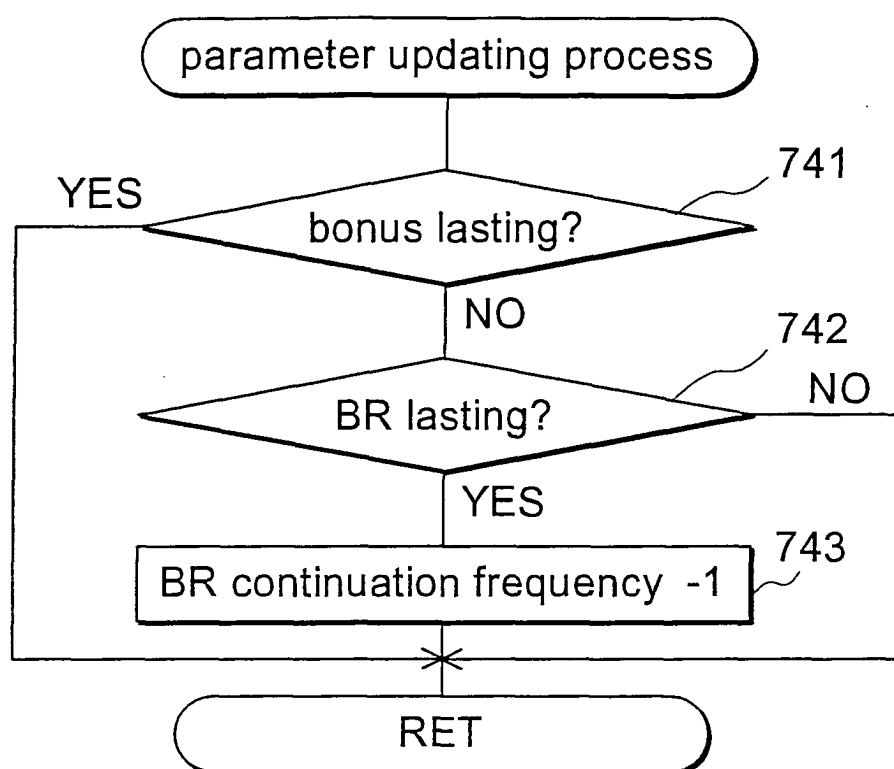 parameter updating process
741
YES
bonus lasting?
NO
742
NO
BR lasting?
YES
743
BR continuation frequency -1
RET